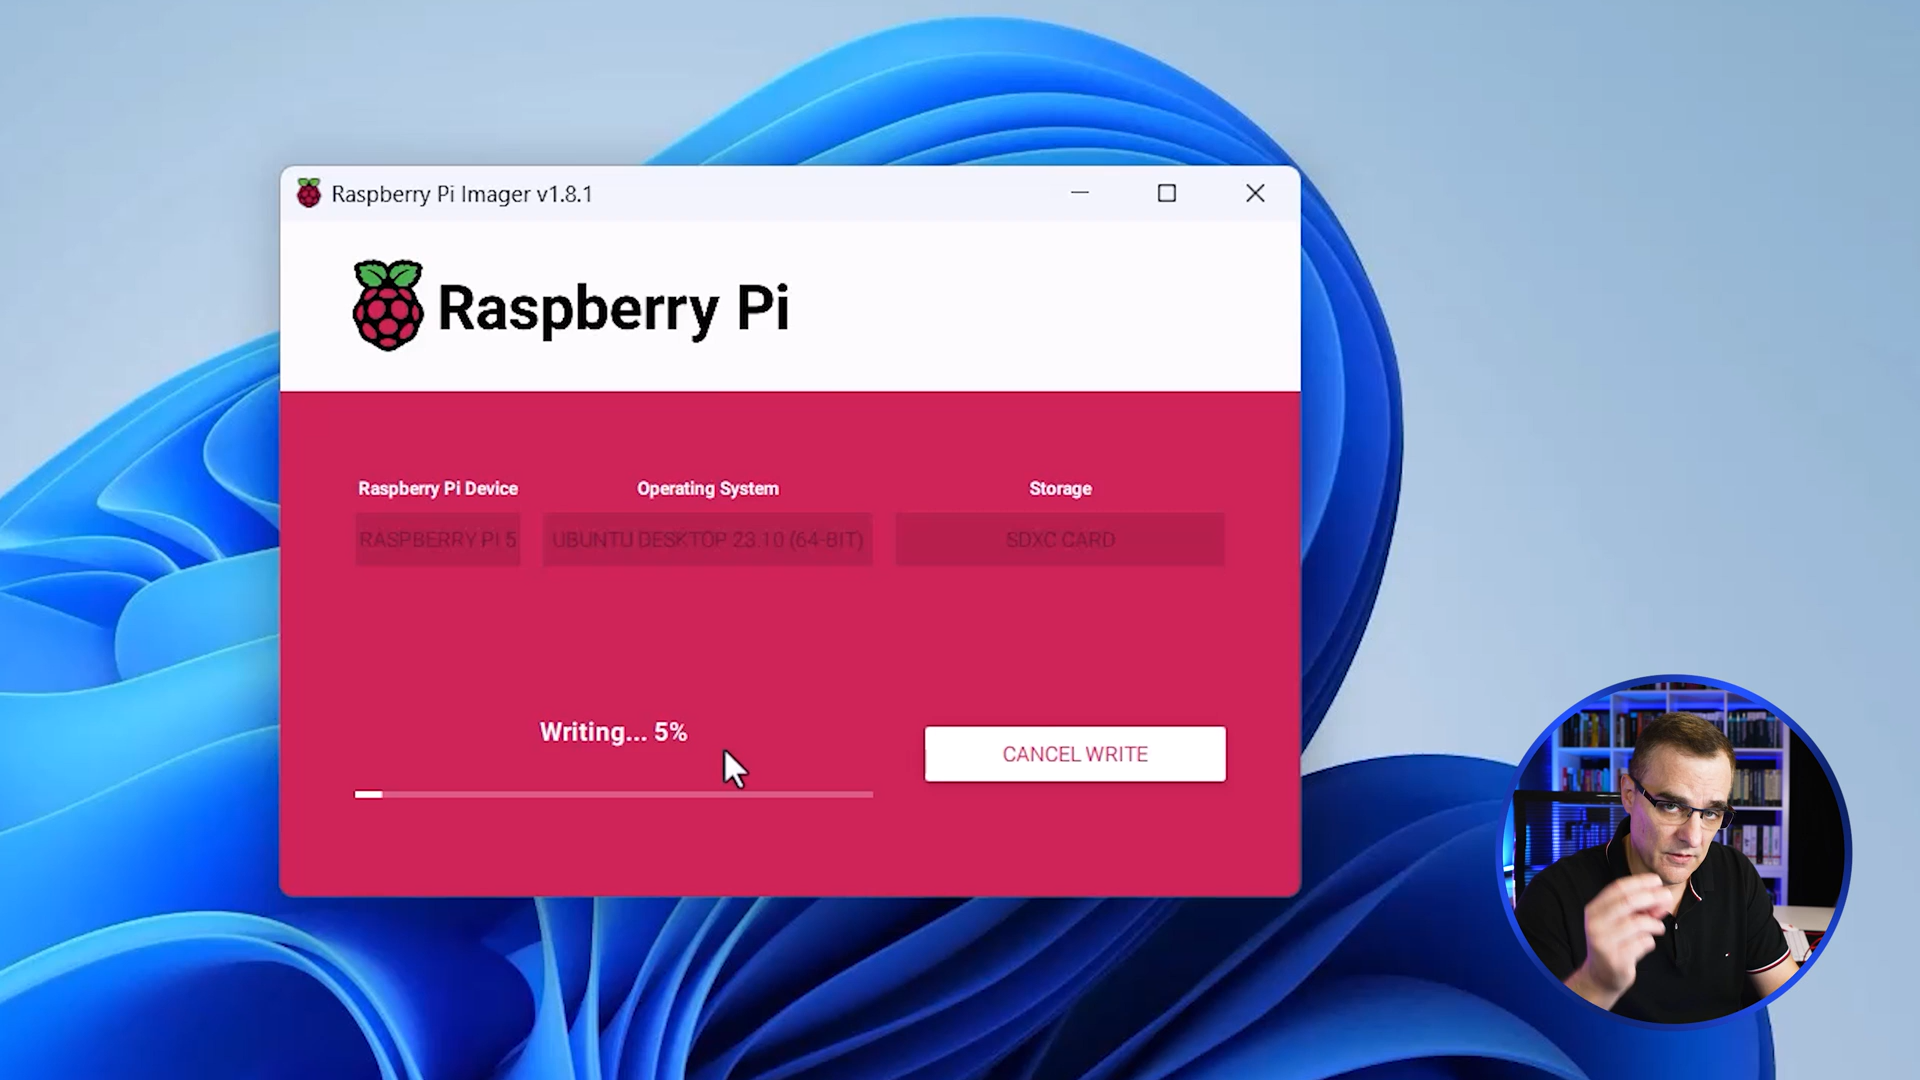 Raspberry Pi Imager v1.8.1
Raspberry Pi
Raspberry Pi Device
Operating System
Storage
RASPBERRY PI 5
UBUNTU DESKTOP 23.10 (64-BIT)
SDXC CARD
Writing... 5%
CANCEL WRITE